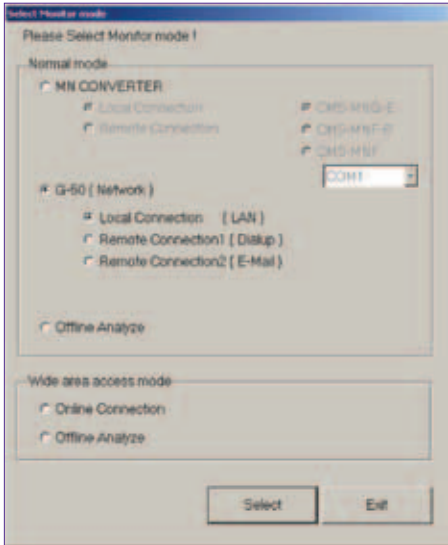 Select Monitor mode
Please Select Monitor mode !
Normal mode
MN CONVERTER
Local Connection CMS-MNG-E
Remote Connection CMS-MNF-B
CMS-MNF
COM1
G-50 ( Network )
Local Connection ( LAN )
Remote Connection1 ( Dialup )
Remote Connection2 ( E-Mail )
Offline Analyze
Wide area access mode
Online Connection
Offline Analyze
Select Exit